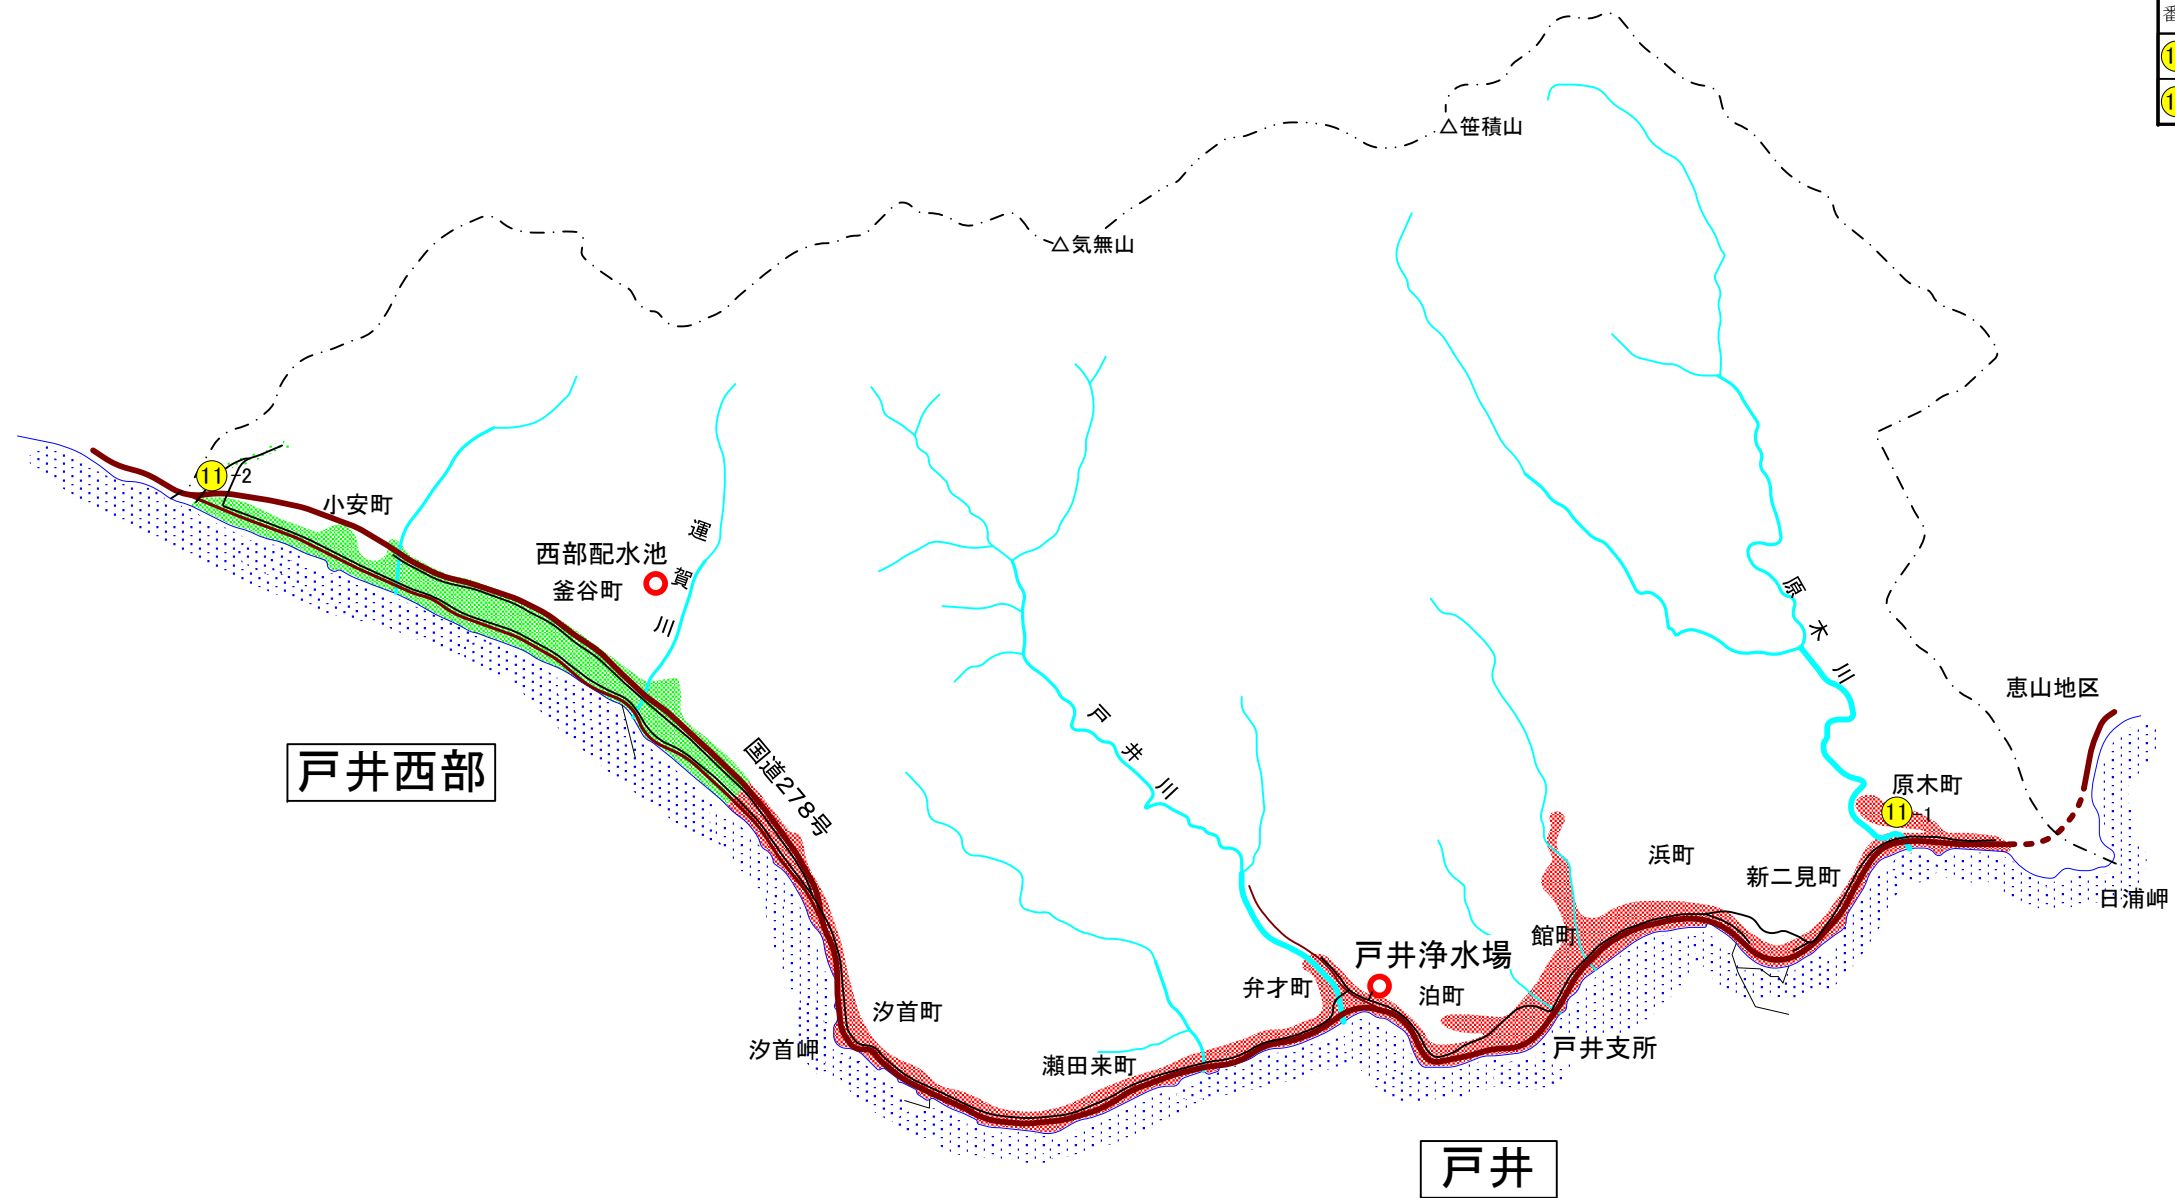 番
1
1
△笹積山
△気無山
11-2
小安町
西部配水池
釜谷町
運賀川
戸井西部
国道278号
戸井川
原木川
恵山地区
原木町
11-1
浜町
新二見町
日浦岬
館町
戸井浄水場
弁才町
泊町
汐首町
汐首岬
瀬田来町
戸井支所
戸井